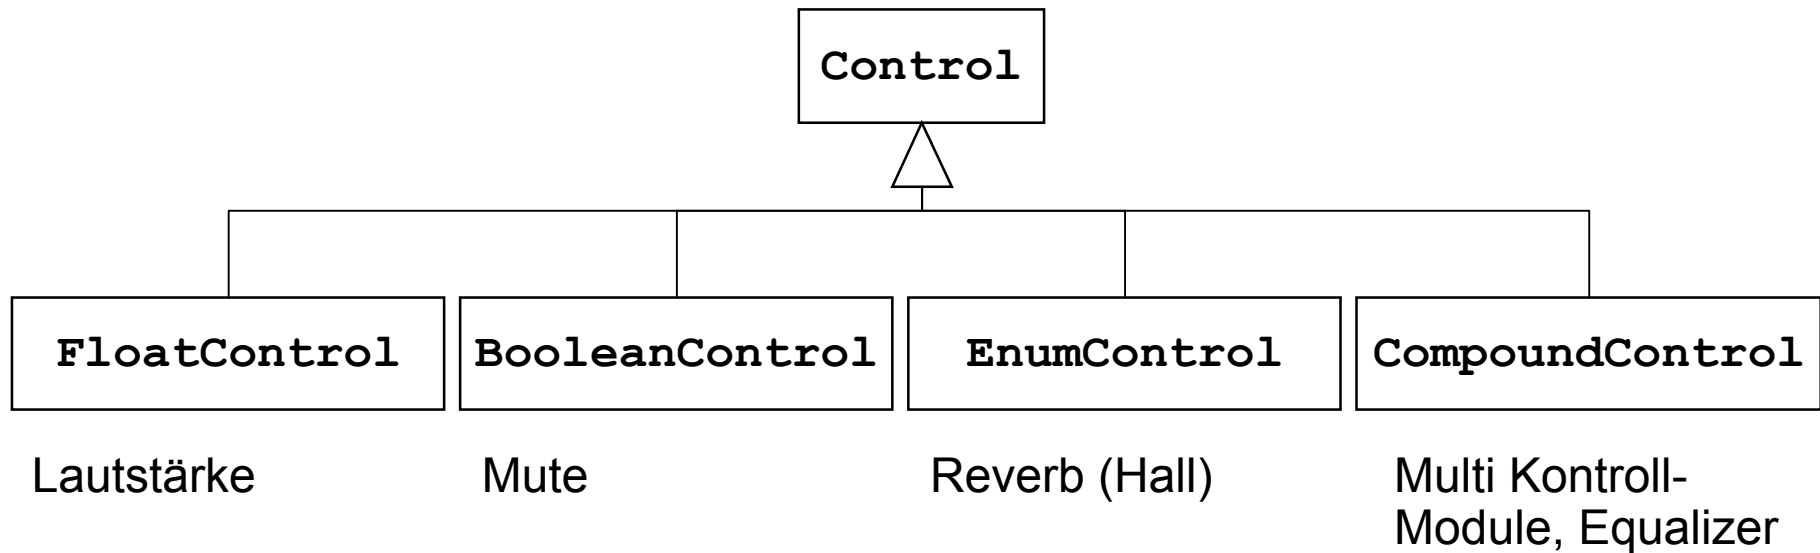 Control
FloatControl
BooleanControl
EnumControl
CompoundControl
Lautstärke
Mute
Reverb (Hall)
Multi Kontroll-
Module, Equalizer